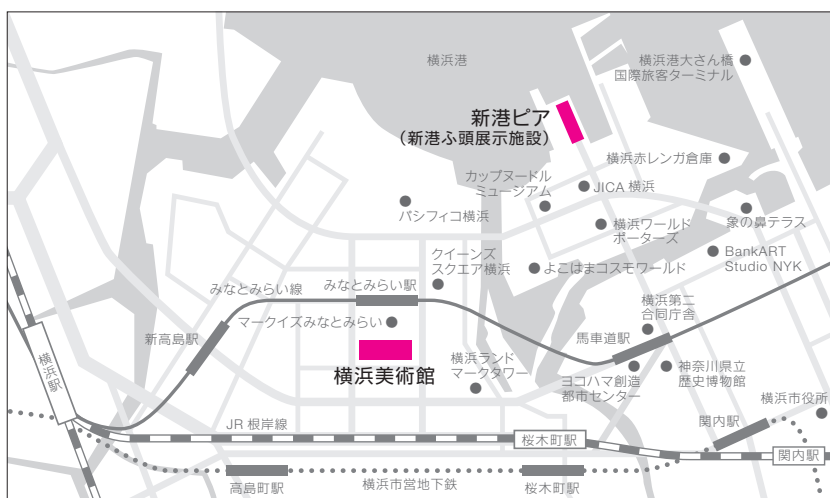 横浜港
横浜港大さん橋
国際旅客ターミナル
新港ピア
(新港ふ頭展示施設)
横浜赤レンガ倉庫
カップヌードル
ミュージアム
JICA 横浜
パシフィコ横浜
横浜ワールド
ポーターズ
象の鼻テラス
クイーンズ
スクエア横浜
よこはまコスモワールド
BankART
Studio NYK
みなとみらい線
みなとみらい駅
横浜第二
合同庁舎
新高島駅
マークイズみなとみらい
馬車道駅
横浜駅
横浜美術館
横浜ランド
マークタワー
ヨコハマ創造
都市センター
神奈川県立
歴史博物館
横浜市役所
JR 根岸線
桜木町駅
関内駅
関内駅
高島町駅
横浜市営地下鉄
桜木町駅